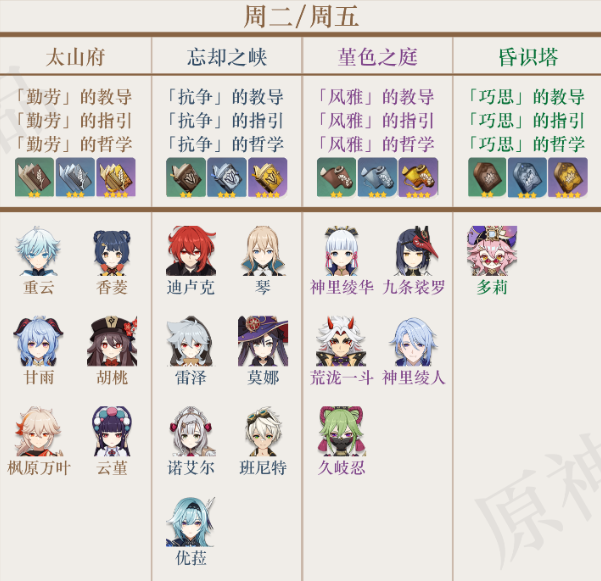 周二/周五
太山府
忘却之峡
堇色之庭
昏识塔
「勤劳」的教导
「勤劳」的指引
「勤劳」的哲学
「抗争」的教导
「抗争」的指引
「抗争」的哲学
「风雅」的教导
「风雅」的指引
「风雅」的哲学
「巧思」的教导
「巧思」的指引
「巧思」的哲学
重云
香菱
迪卢克
琴
神里绫华
九条裟罗
多莉
甘雨
胡桃
雷泽
莫娜
荒泷一斗
神里绫人
枫原万叶
云堇
诺艾尔
班尼特
久岐忍
优菈
原神